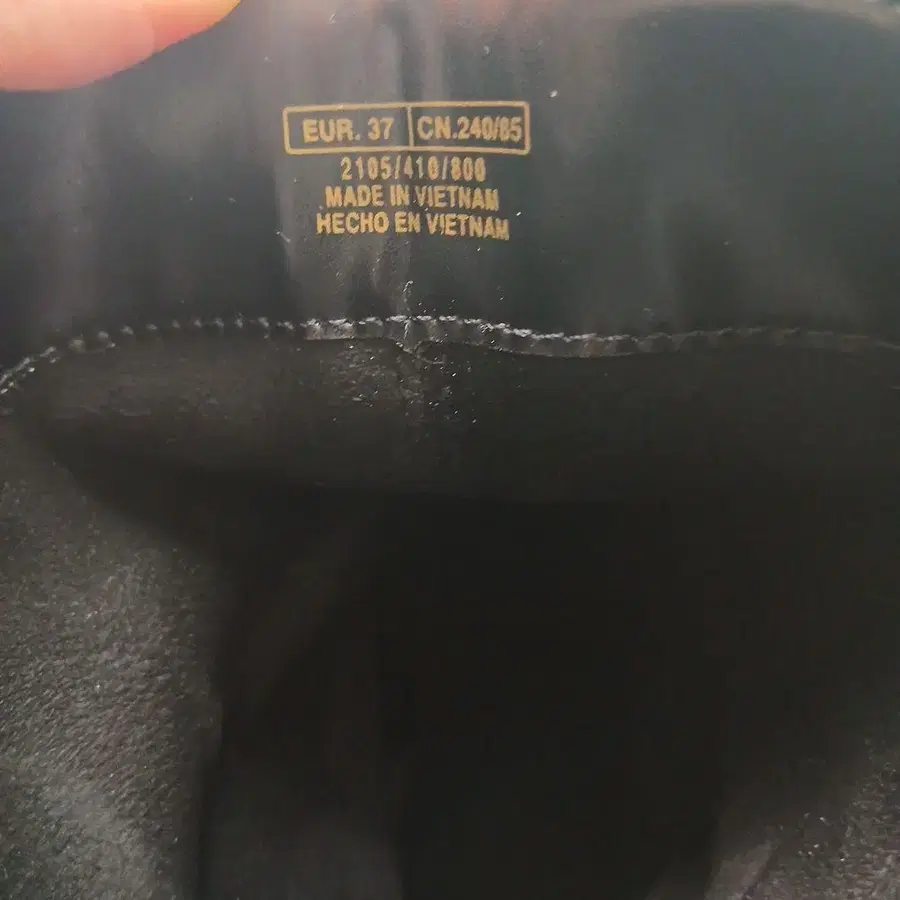 EUR. 37 CN.240/85
2105/410/800
MADE IN VIETNAM
HECHO EN VIETNAM